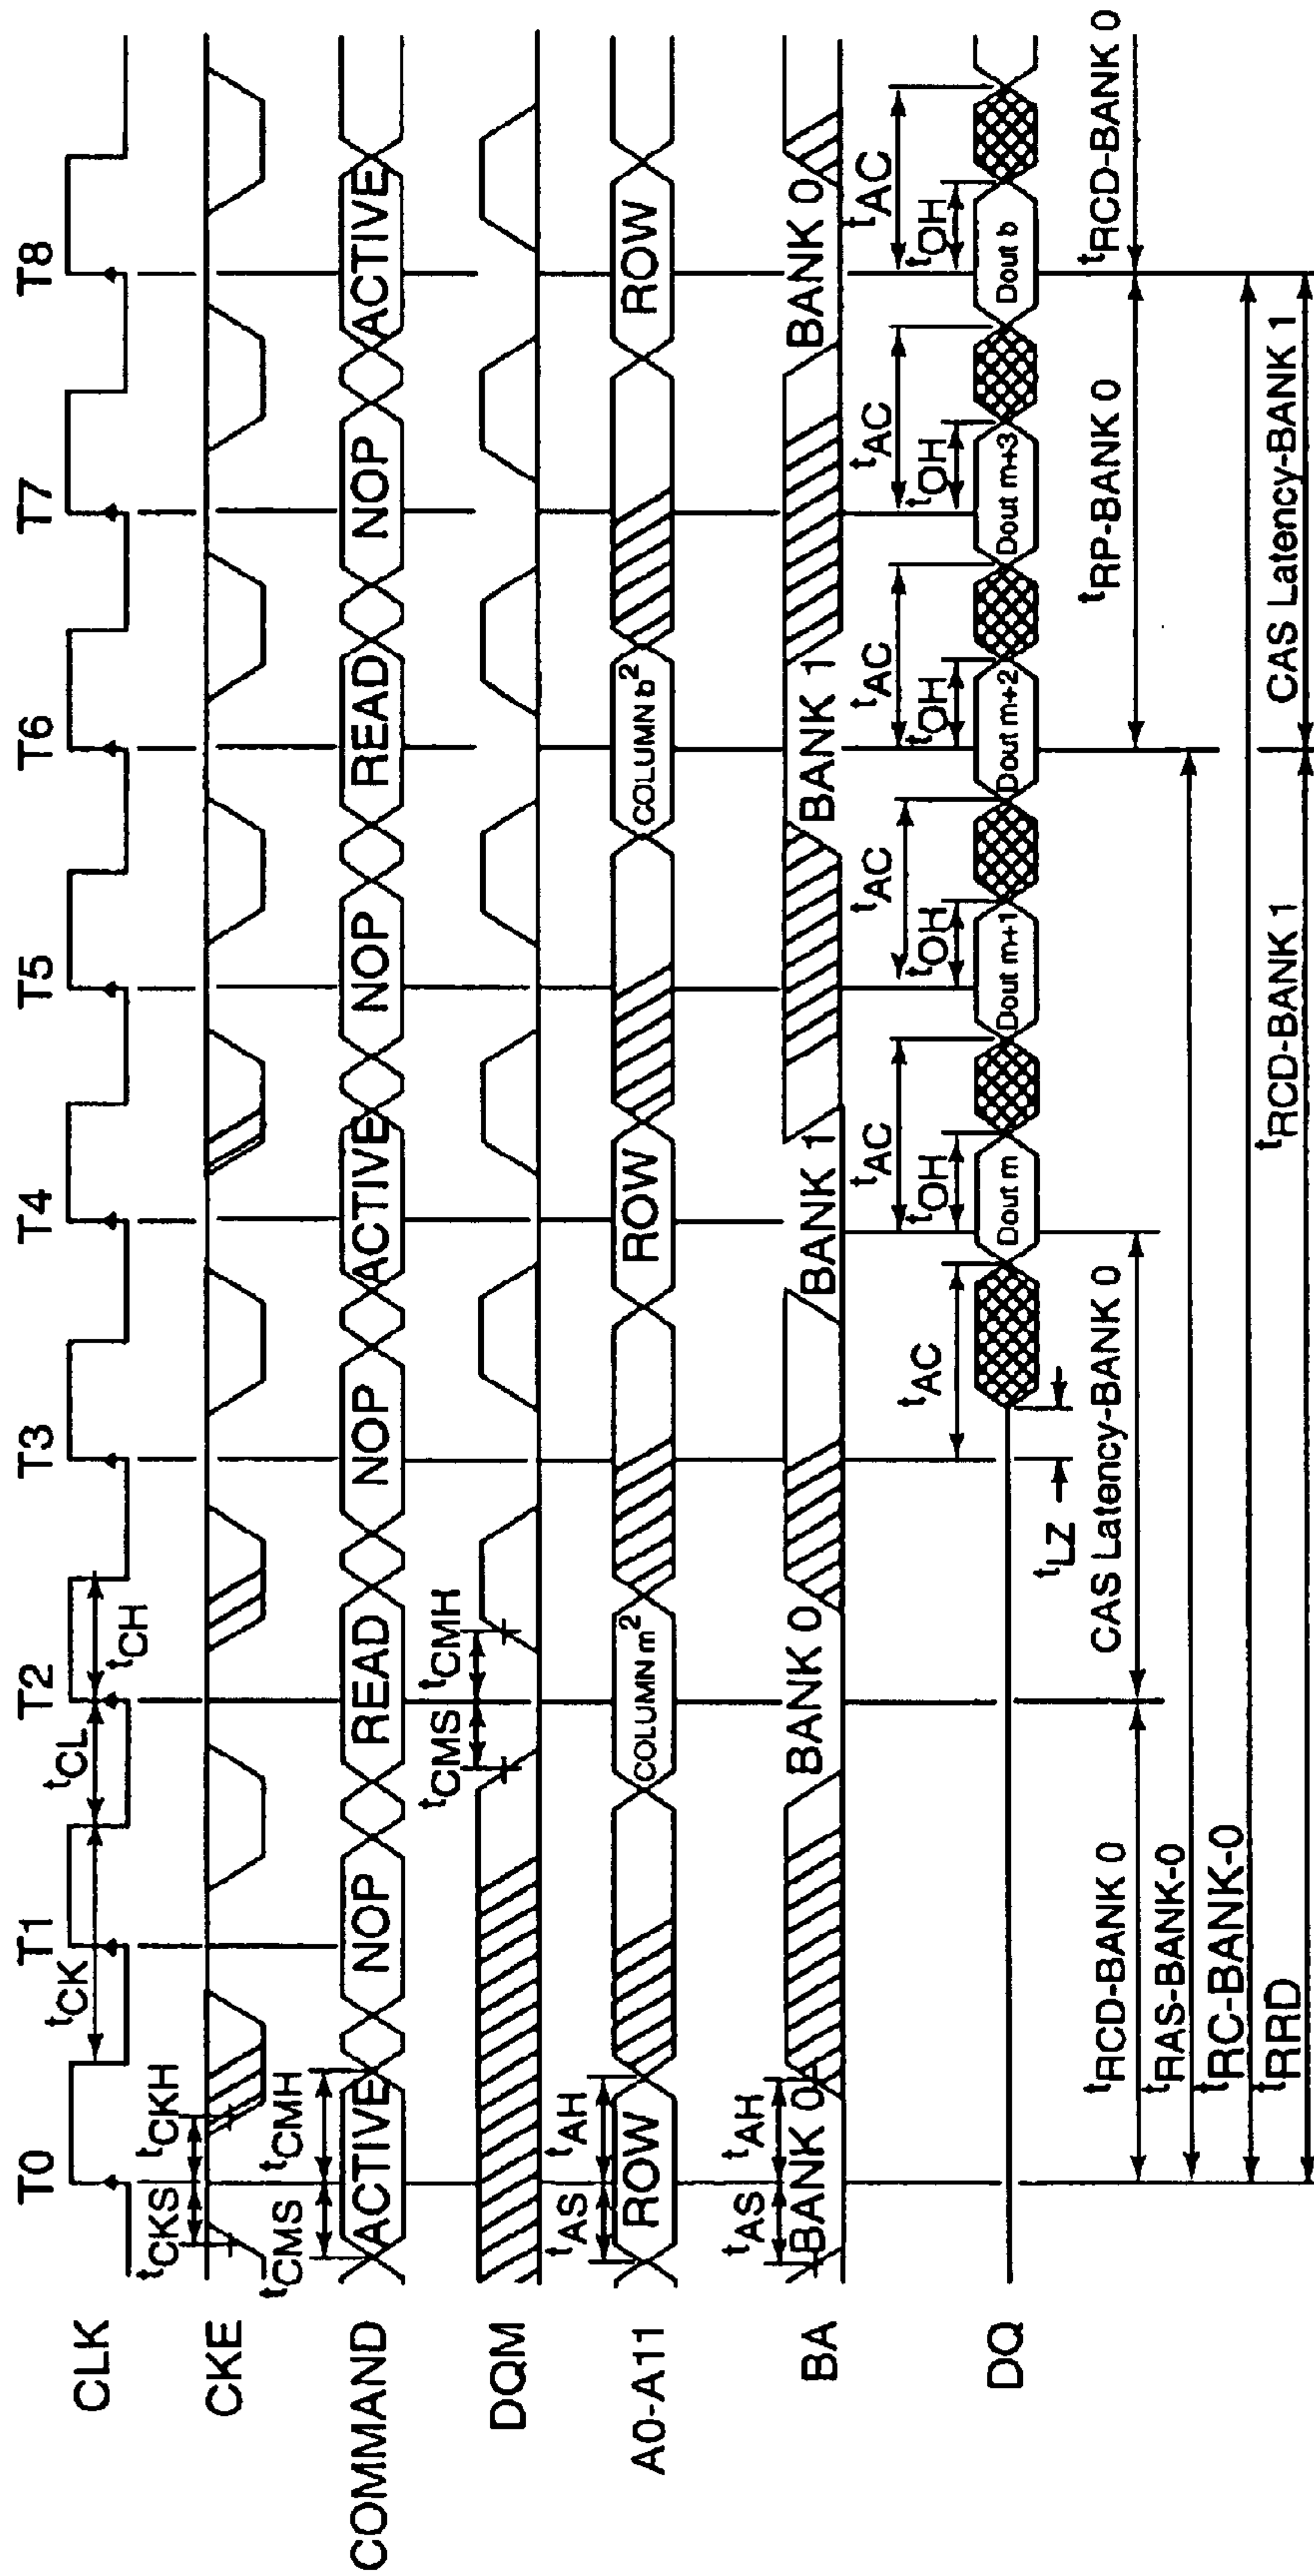 T0 T1 T2 T3 T4 T5 T6 T7 T8
CLK
tCK tCL tCH
CKE
tCKS tCKH
COMMAND
tCMS tCMH
ACTIVE NOP READ NOP ACTIVE NOP READ NOP ACTIVE
DQM
tCMS tCMH
A0-A11
tAS tAH
ROW COLUMN m² ROW COLUMN b² ROW
BA
tAS tAH
BANK 0 BANK 0 BANK 1 BANK 1 BANK 0
tAC tAC tAC tAC tAC
tAC tOH tOH tOH tOH tOH
DQ
Dout m Dout m+1 Dout m+2 Dout m+3 Dout b
tLZ
tRCD-BANK 0 CAS Latency-BANK 0 tRP-BANK 0 tRCD-BANK 0
tRAS-BANK-0
tRC-BANK-0
tRRD tRCD-BANK 1 CAS Latency-BANK 1